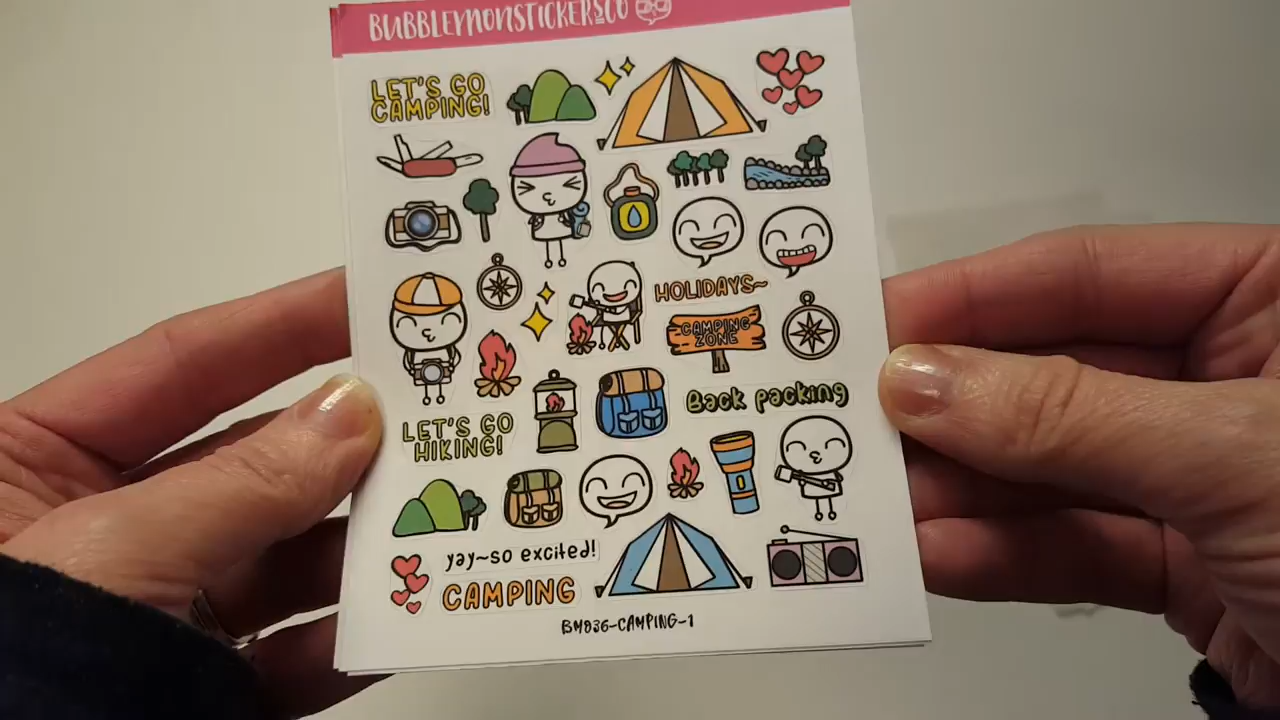 BUBBLEMONSTICKERSCO
LET'S GO
CAMPING!
HOLIDAYS~
CAMPING
ZONE
Back packing
LET'S GO
HIKING!
yay~so excited!
CAMPING
BM036-CAMPING-1